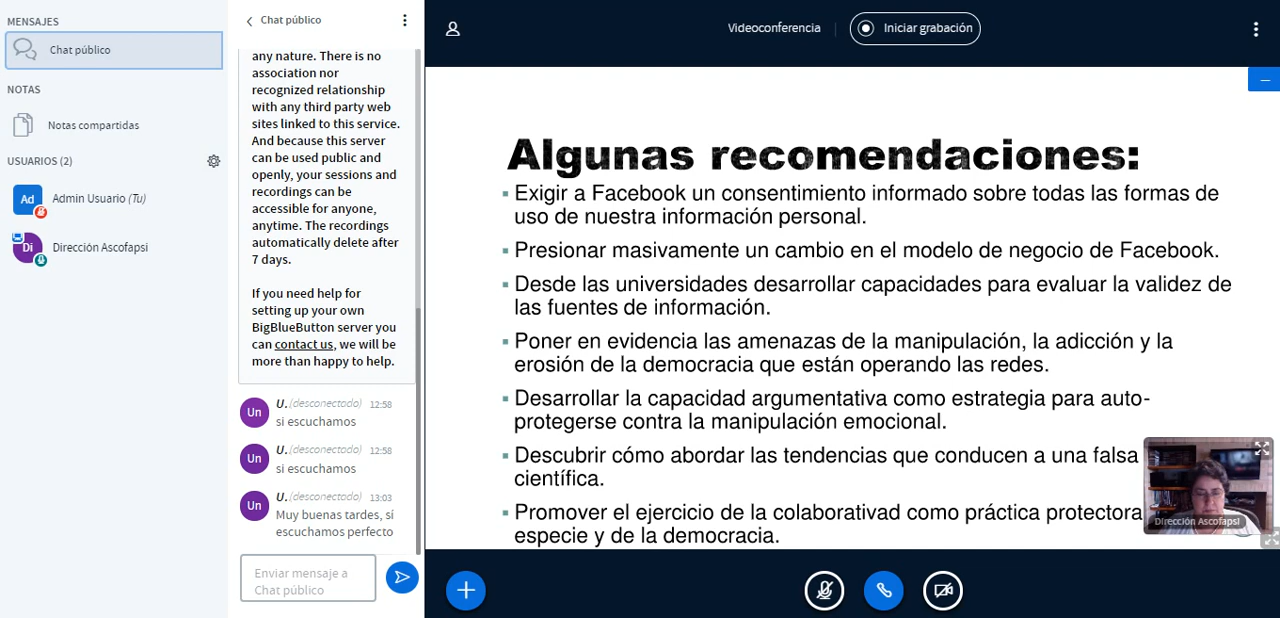 MENSAJES
Chat público
NOTAS
Notas compartidas
USUARIOS (2)
Ad
Admin Usuario (Tu)
Di
Dirección Ascofapsi
Chat público
any nature. There is no
association nor
recognized relationship
with any third party web
sites linked to this service.
And because this server
can be used public and
openly, your sessions and
recordings can be
accessible for anyone,
anytime. The recordings
automatically delete after
7 days.
If you need help for
setting up your own
BigBlueButton server you
can contact us, we will be
more than happy to help.
Un
U. (desconectado) 12:58
si escuchamos
Un
U. (desconectado) 12:58
si escuchamos
Un
U. (desconectado) 13:03
Muy buenas tardes, sí
escuchamos perfecto
Enviar mensaje a
Chat público
Videoconferencia
Iniciar grabación
Algunas recomendaciones:
Exigir a Facebook un consentimiento informado sobre todas las formas de
uso de nuestra información personal.
Presionar masivamente un cambio en el modelo de negocio de Facebook.
Desde las universidades desarrollar capacidades para evaluar la validez de
las fuentes de información.
Poner en evidencia las amenazas de la manipulación, la adicción y la
erosión de la democracia que están operando las redes.
Desarrollar la capacidad argumentativa como estrategia para auto-
protegerse contra la manipulación emocional.
Descubrir cómo abordar las tendencias que conducen a una falsa
científica.
Promover el ejercicio de la colaborativad como práctica protectora
especie y de la democracia.
Dirección Ascofapsi